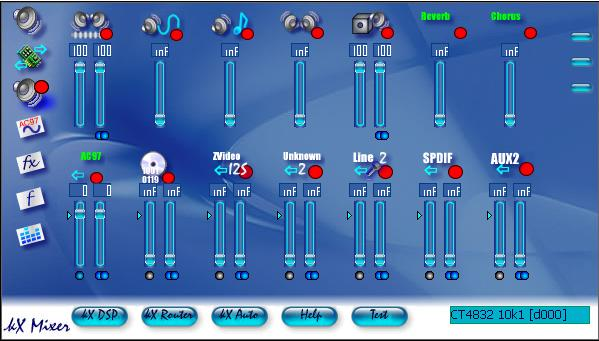 Reverb Chorus
100 100 inf inf inf 100 100 inf inf
AC97
AC97 1001 0119 ZVideo I2S Unknown 2 Line 2 SPDIF AUX2
fx
0 0 inf inf inf inf inf inf inf inf inf inf inf inf
f
kX Mixer kX DSP kX Router kX Auto Help Test CT4832 10k1 [d000]